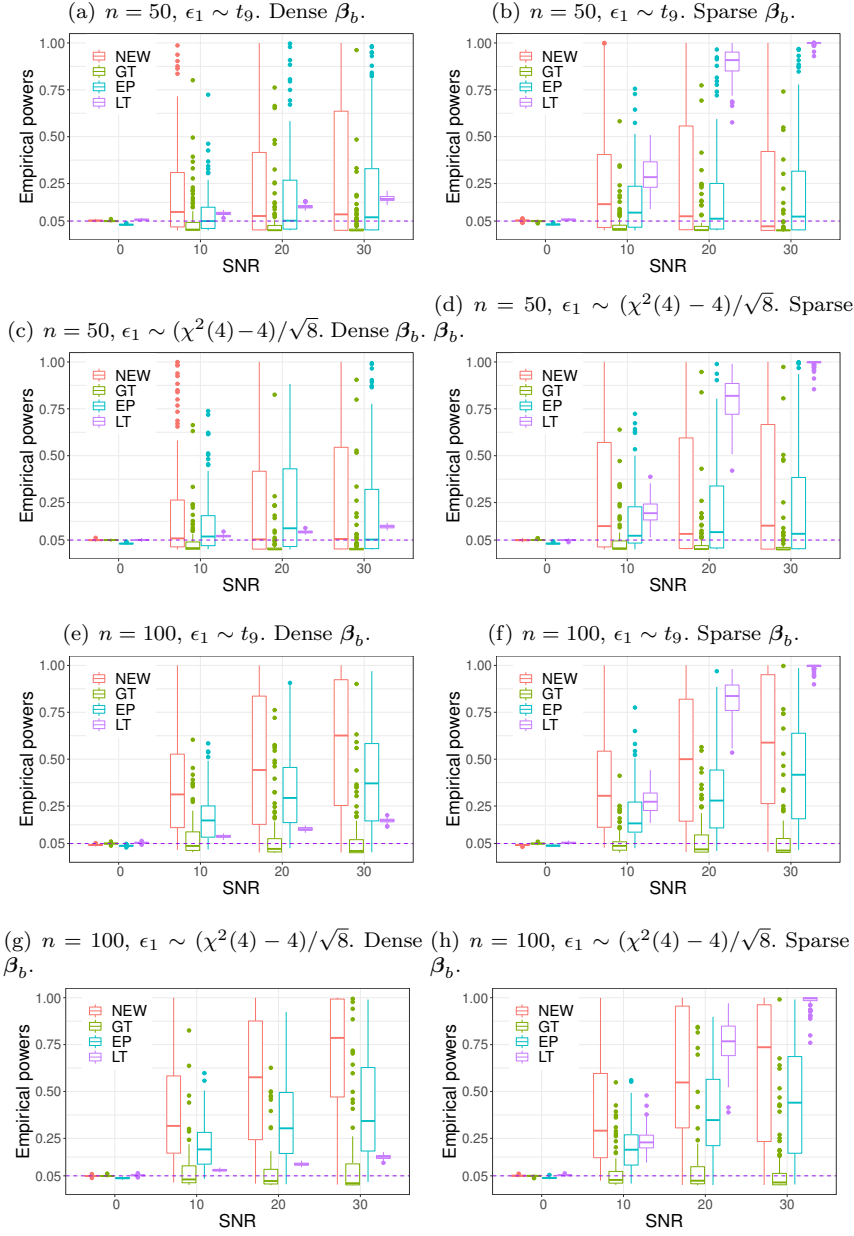 (a) n = 50, ϵ₁ ∼ t₉. Dense β_b.
1.00
0.75
0.50
0.25
0.05
Empirical powers
NEW
GT
EP
LT
0 10 20 30
SNR
(b) n = 50, ϵ₁ ∼ t₉. Sparse β_b.
1.00
0.75
0.50
0.25
0.05
Empirical powers
NEW
GT
EP
LT
0 10 20 30
SNR
(c) n = 50, ϵ₁ ∼ (χ²(4) − 4)/√8. Dense β_b.
1.00
0.75
0.50
0.25
0.05
Empirical powers
NEW
GT
EP
LT
0 10 20 30
SNR
(d) n = 50, ϵ₁ ∼ (χ²(4) − 4)/√8. Sparse
β_b.
1.00
0.75
0.50
0.25
0.05
Empirical powers
NEW
GT
EP
LT
0 10 20 30
SNR
(e) n = 100, ϵ₁ ∼ t₉. Dense β_b.
1.00
0.75
0.50
0.25
0.05
Empirical powers
NEW
GT
EP
LT
0 10 20 30
SNR
(f) n = 100, ϵ₁ ∼ t₉. Sparse β_b.
1.00
0.75
0.50
0.25
0.05
Empirical powers
NEW
GT
EP
LT
0 10 20 30
SNR
(g) n = 100, ϵ₁ ∼ (χ²(4) − 4)/√8. Dense
β_b.
1.00
0.75
0.50
0.25
0.05
Empirical powers
NEW
GT
EP
LT
0 10 20 30
SNR
(h) n = 100, ϵ₁ ∼ (χ²(4) − 4)/√8. Sparse
β_b.
1.00
0.75
0.50
0.25
0.05
Empirical powers
NEW
GT
EP
LT
0 10 20 30
SNR